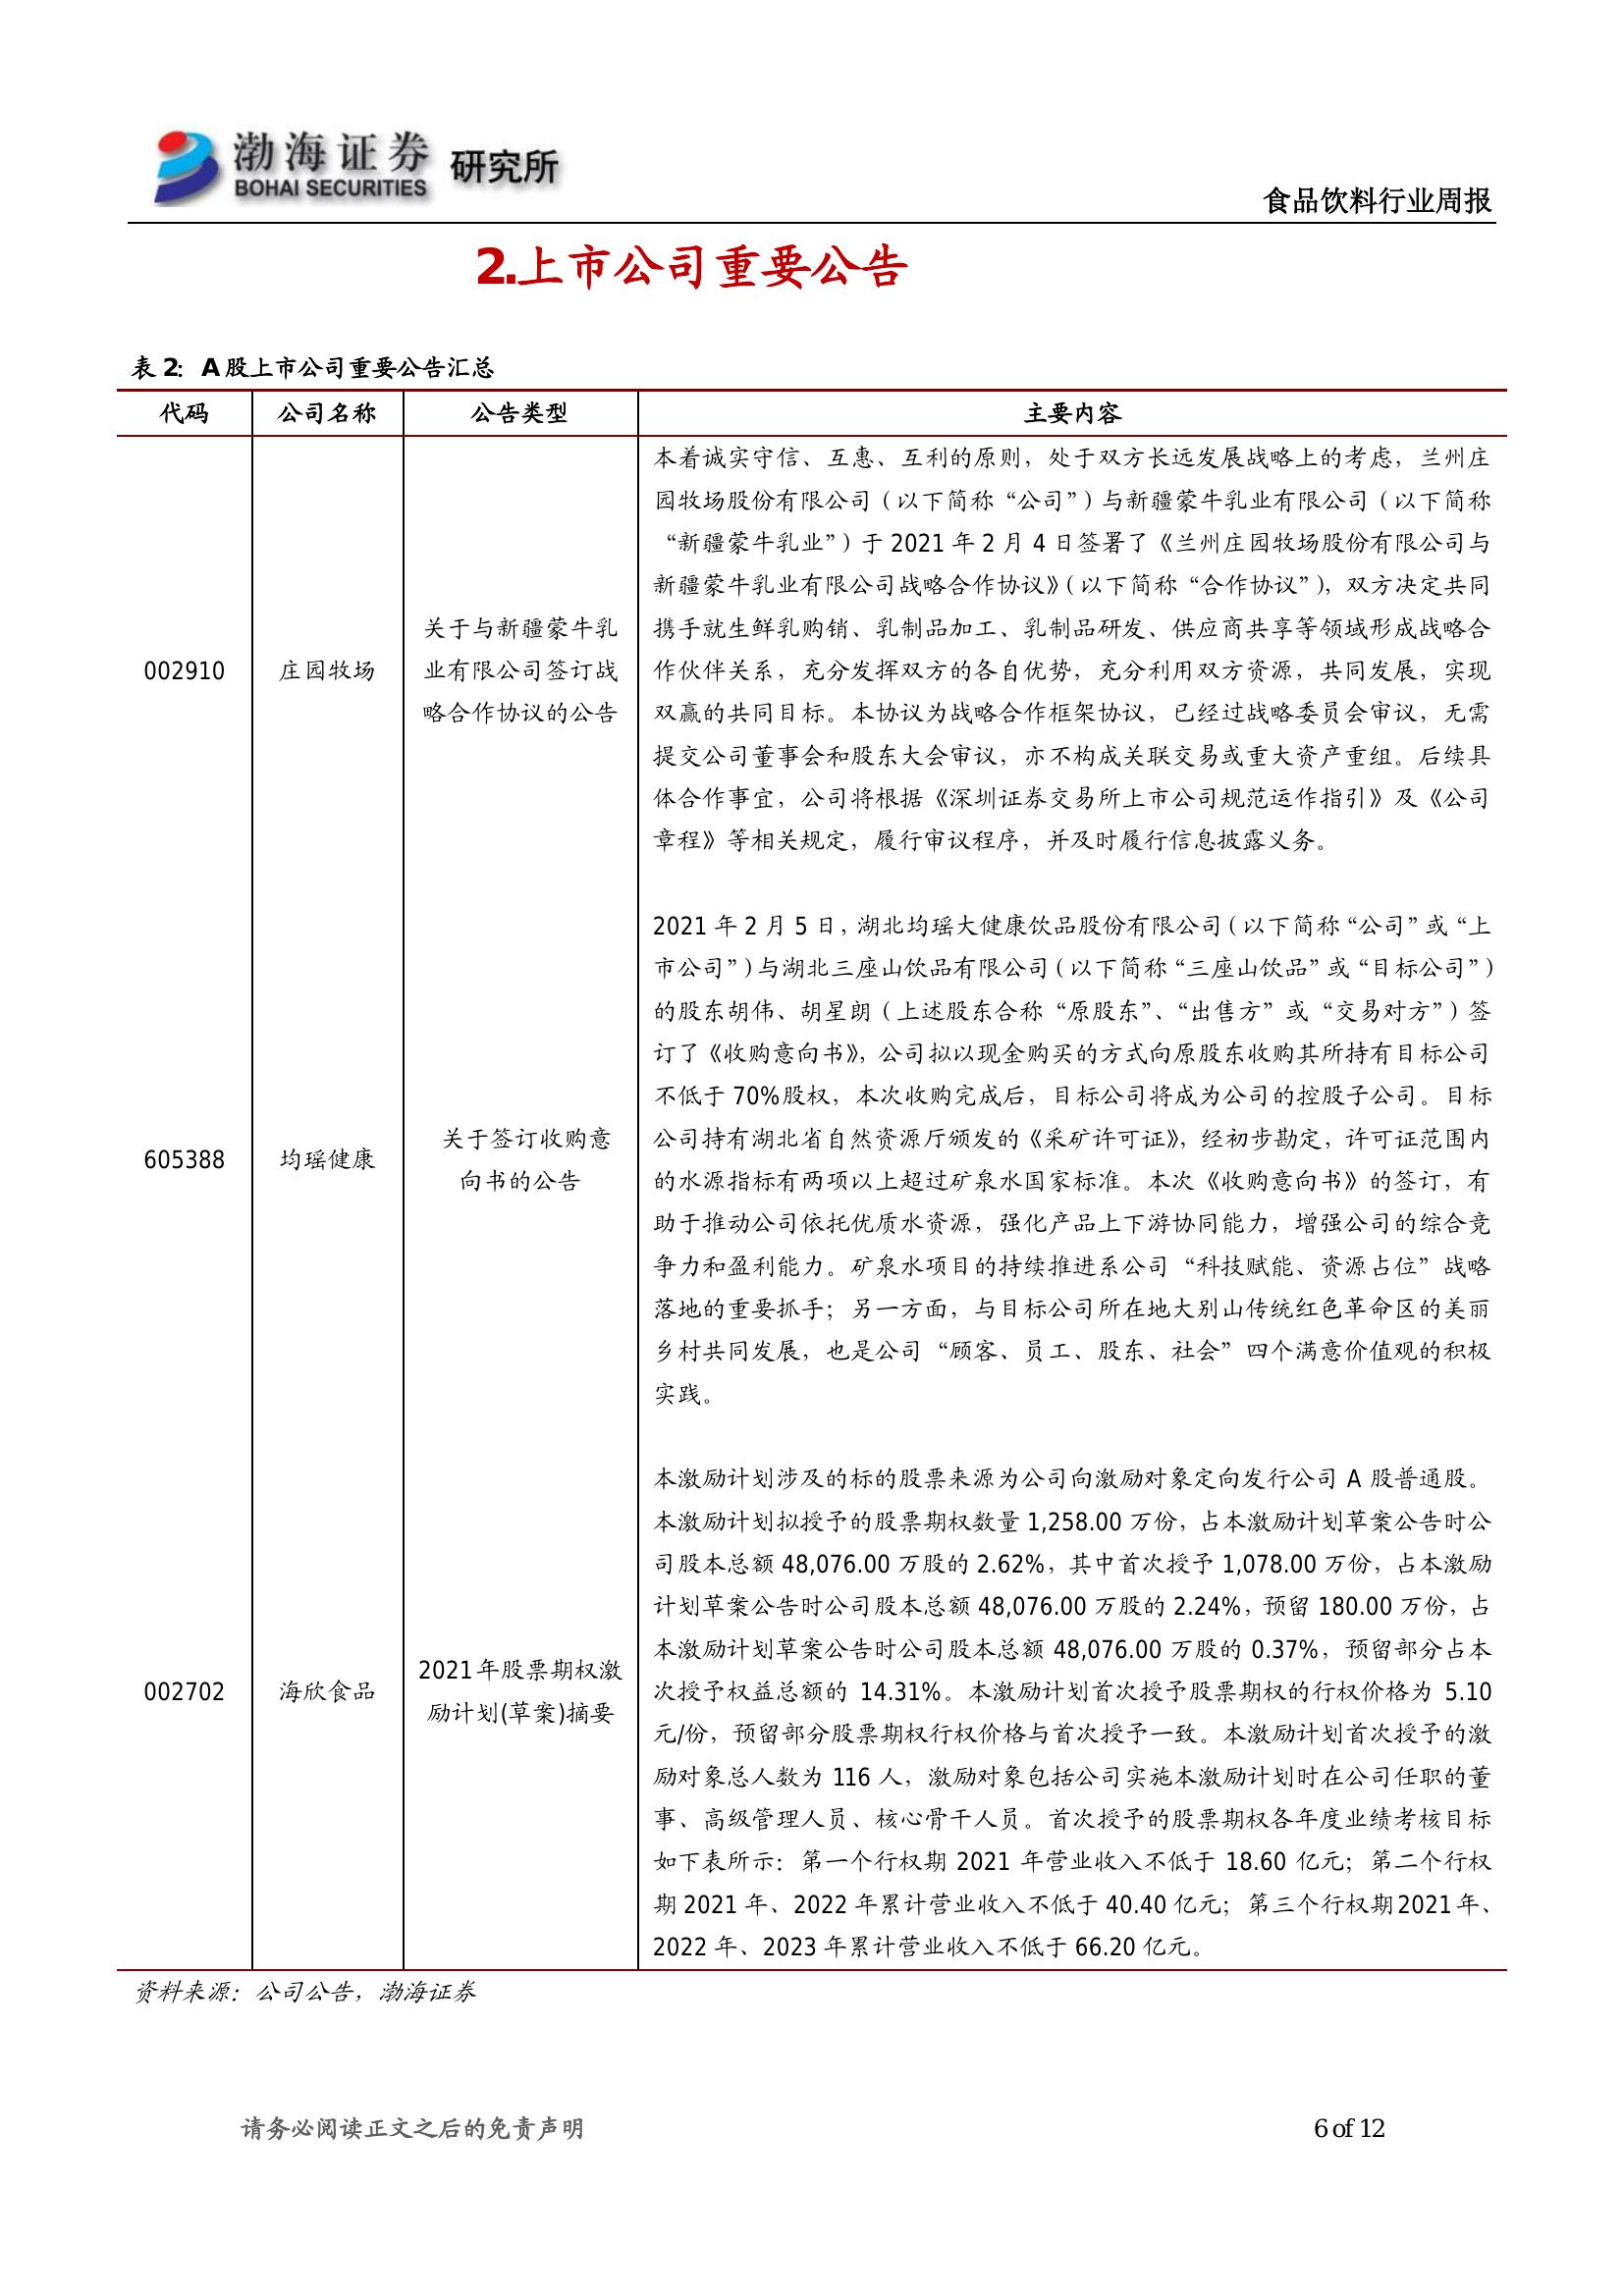 渤海证券 研究所
BOHAI SECURITIES
食品饮料行业周报
2.上市公司重要公告
表 2：A 股上市公司重要公告汇总
代码 公司名称 公告类型 主要内容
002910
庄园牧场
关于与新疆蒙牛乳
业有限公司签订战
略合作协议的公告
本着诚实守信、互惠、互利的原则，处于双方长远发展战略上的考虑，兰州庄
园牧场股份有限公司（以下简称“公司”）与新疆蒙牛乳业有限公司（以下简称
“新疆蒙牛乳业”）于 2021 年 2 月 4 日签署了《兰州庄园牧场股份有限公司与
新疆蒙牛乳业有限公司战略合作协议》（以下简称“合作协议”），双方决定共同
携手就生鲜乳购销、乳制品加工、乳制品研发、供应商共享等领域形成战略合
作伙伴关系，充分发挥双方的各自优势，充分利用双方资源，共同发展，实现
双赢的共同目标。本协议为战略合作框架协议，已经过战略委员会审议，无需
提交公司董事会和股东大会审议，亦不构成关联交易或重大资产重组。后续具
体合作事宜，公司将根据《深圳证券交易所上市公司规范运作指引》及《公司
章程》等相关规定，履行审议程序，并及时履行信息披露义务。
605388
均瑶健康
关于签订收购意
向书的公告
2021 年 2 月 5 日，湖北均瑶大健康饮品股份有限公司（以下简称“公司”或“上
市公司”）与湖北三座山饮品有限公司（以下简称“三座山饮品”或“目标公司”）
的股东胡伟、胡星朗（上述股东合称“原股东”、“出售方”或“交易对方”）签
订了《收购意向书》，公司拟以现金购买的方式向原股东收购其所持有目标公司
不低于 70%股权，本次收购完成后，目标公司将成为公司的控股子公司。目标
公司持有湖北省自然资源厅颁发的《采矿许可证》，经初步勘定，许可证范围内
的水源指标有两项以上超过矿泉水国家标准。本次《收购意向书》的签订，有
助于推动公司依托优质水资源，强化产品上下游协同能力，增强公司的综合竞
争力和盈利能力。矿泉水项目的持续推进系公司“科技赋能、资源占位”战略
落地的重要抓手；另一方面，与目标公司所在地大别山传统红色革命区的美丽
乡村共同发展，也是公司“顾客、员工、股东、社会”四个满意价值观的积极
实践。
002702
海欣食品
2021 年股票期权激
励计划(草案)摘要
本激励计划涉及的标的股票来源为公司向激励对象定向发行公司 A 股普通股。
本激励计划拟授予的股票期权数量 1,258.00 万份，占本激励计划草案公告时公
司股本总额 48,076.00 万股的 2.62%，其中首次授予 1,078.00 万份，占本激励
计划草案公告时公司股本总额 48,076.00 万股的 2.24%，预留 180.00 万份，占
本激励计划草案公告时公司股本总额 48,076.00 万股的 0.37%，预留部分占本
次授予权益总额的 14.31%。本激励计划首次授予股票期权的行权价格为 5.10
元/份，预留部分股票期权行权价格与首次授予一致。本激励计划首次授予的激
励对象总人数为 116 人，激励对象包括公司实施本激励计划时在公司任职的董
事、高级管理人员、核心骨干人员。首次授予的股票期权各年度业绩考核目标
如下表所示：第一个行权期 2021 年营业收入不低于 18.60 亿元；第二个行权
期 2021 年、2022 年累计营业收入不低于 40.40 亿元；第三个行权期 2021 年、
2022 年、2023 年累计营业收入不低于 66.20 亿元。
资料来源：公司公告，渤海证券
请务必阅读正文之后的免责声明 6 of 12